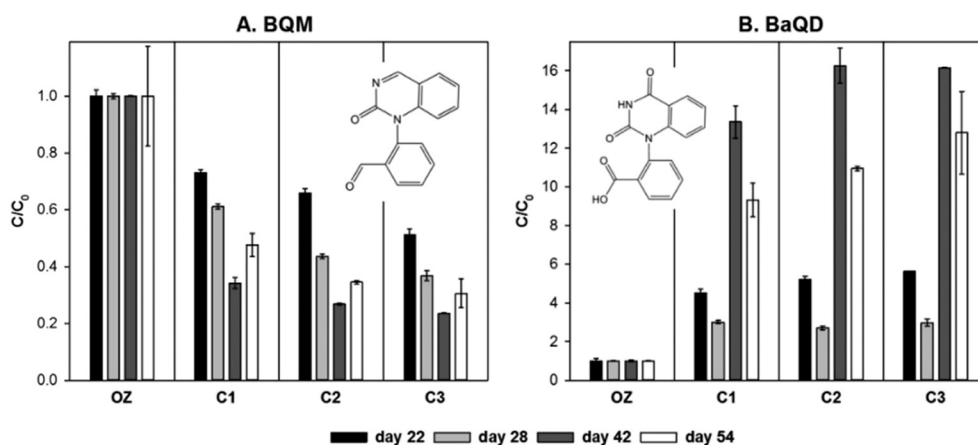 A. BQM
B. BaQD
C/C₀
1.0
0.8
0.6
0.4
0.2
0.0
N
O
N
O
OZ
C1
C2
C3
C/C₀
16
14
12
10
8
6
4
2
0
O
NH
O
N
O
HO
OZ
C1
C2
C3
day 22 day 28 day 42 day 54